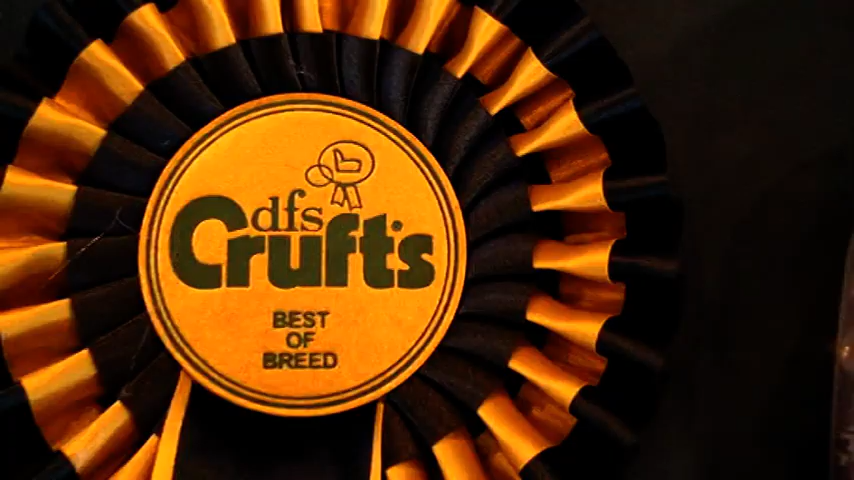 dfs
Crufts
BEST
OF
BREED